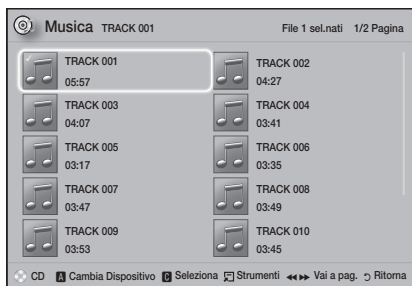 Musica TRACK 001 File 1 sel.nati 1/2 Pagina
TRACK 001 TRACK 002
05:57 04:27
TRACK 003 TRACK 004
04:07 03:41
TRACK 005 TRACK 006
03:17 03:35
TRACK 007 TRACK 008
03:47 03:49
TRACK 009 TRACK 010
03:53 03:45
CD A Cambia Dispositivo C Seleziona Strumenti Vai a pag. Ritorna